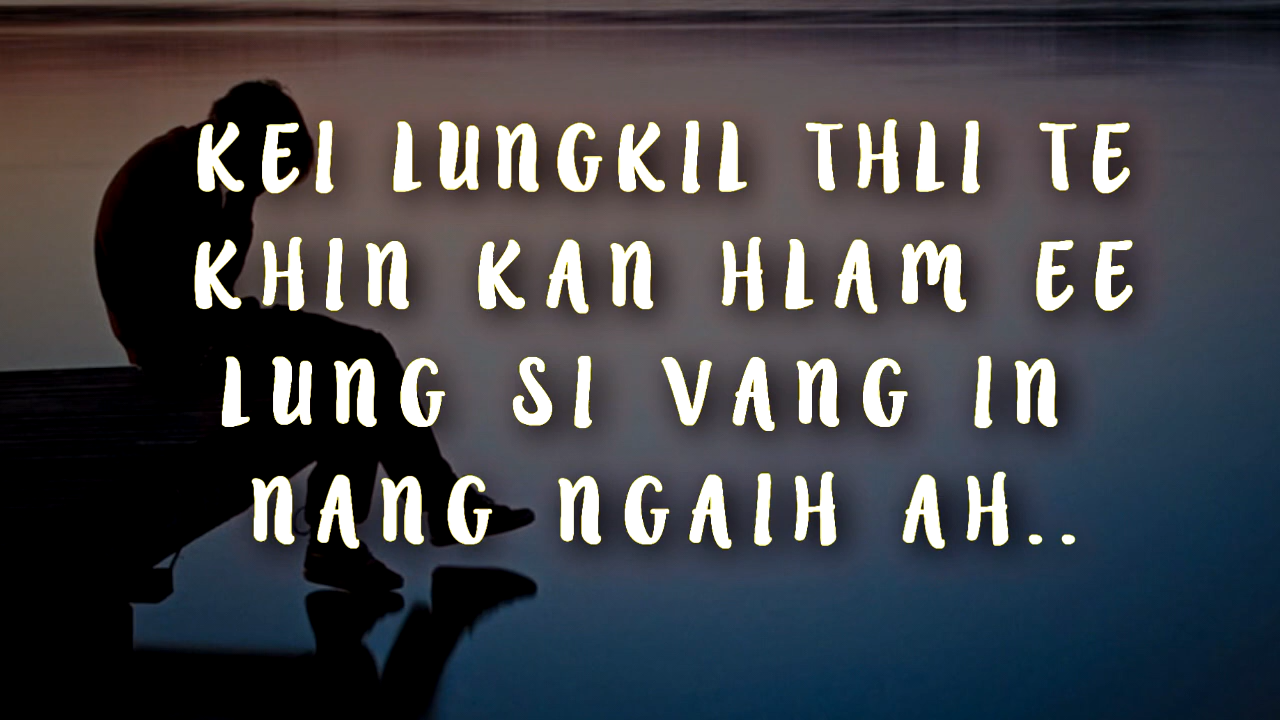 KEI LUNGKIL THLI TE
KHIN KAN HLAM EE
LUNG SI VANG IN
NANG NGAIH AH..